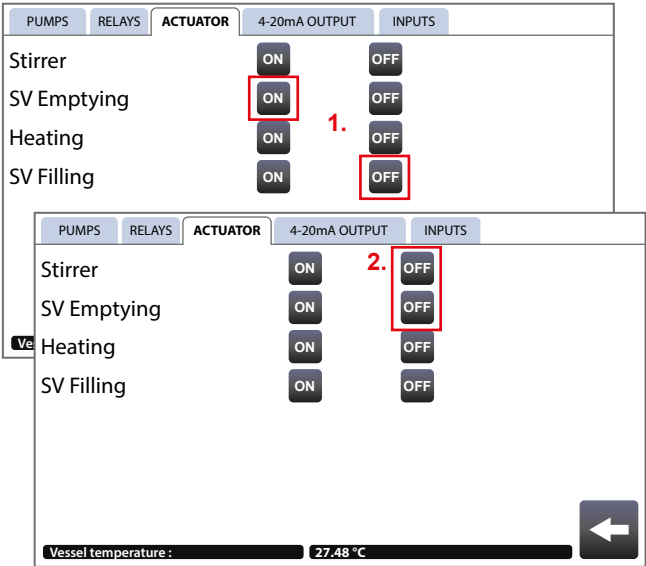 PUMPS RELAYS ACTUATOR 4-20mA OUTPUT INPUTS
Stirrer ON OFF
SV Emptying ON OFF
1.
Heating ON OFF
SV Filling ON OFF
Ve
PUMPS RELAYS ACTUATOR 4-20mA OUTPUT INPUTS
Stirrer ON 2. OFF
SV Emptying ON OFF
Heating ON OFF
SV Filling ON OFF
Vessel temperature : 27.48 °C